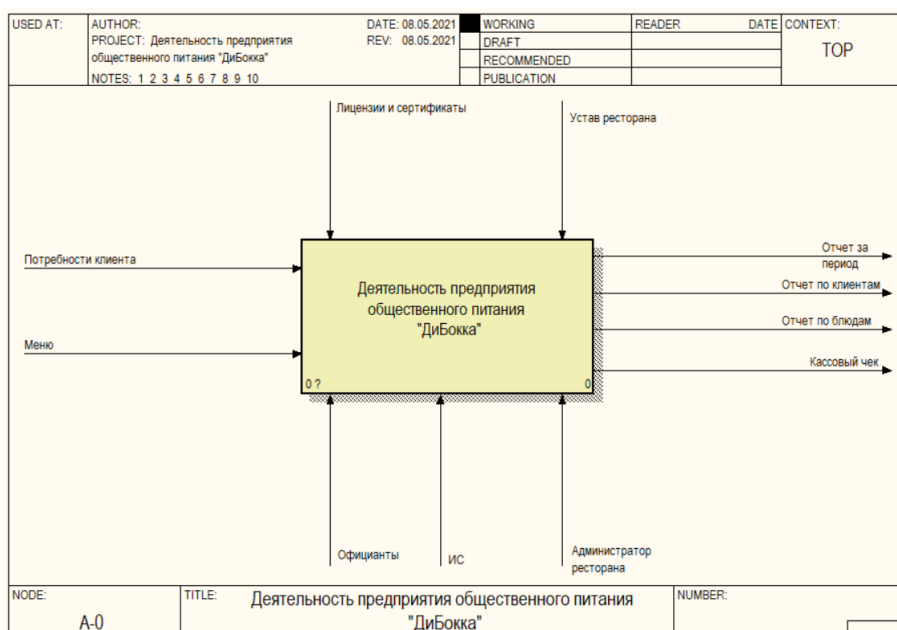 USED AT:
AUTHOR:
DATE: 08.05.2021
PROJECT: Деятельность предприятия
REV: 08.05.2021
общественного питания "ДиБокка"
NOTES: 1 2 3 4 5 6 7 8 9 10
WORKING
DRAFT
RECOMMENDED
PUBLICATION
READER
DATE
CONTEXT:
TOP
Лицензии и сертификаты
Устав ресторана
Потребности клиента
Меню
Деятельность предприятия
общественного питания
"ДиБокка"
0 ?
0
Отчет за
период
Отчет по клиентам
Отчет по блюдам
Кассовый чек
Официанты
ИС
Администратор
ресторана
NODE:
A-0
TITLE:
Деятельность предприятия общественного питания
"ДиБокка"
NUMBER: